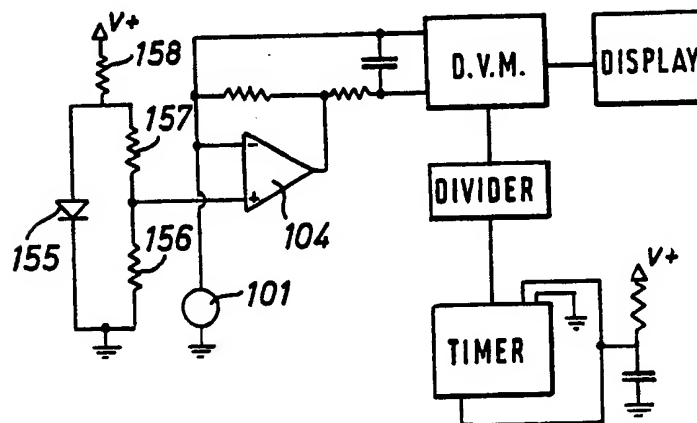 V+
158
157
155
156
-
+
104
101
D.V.M.
DISPLAY
DIVIDER
TIMER
V+